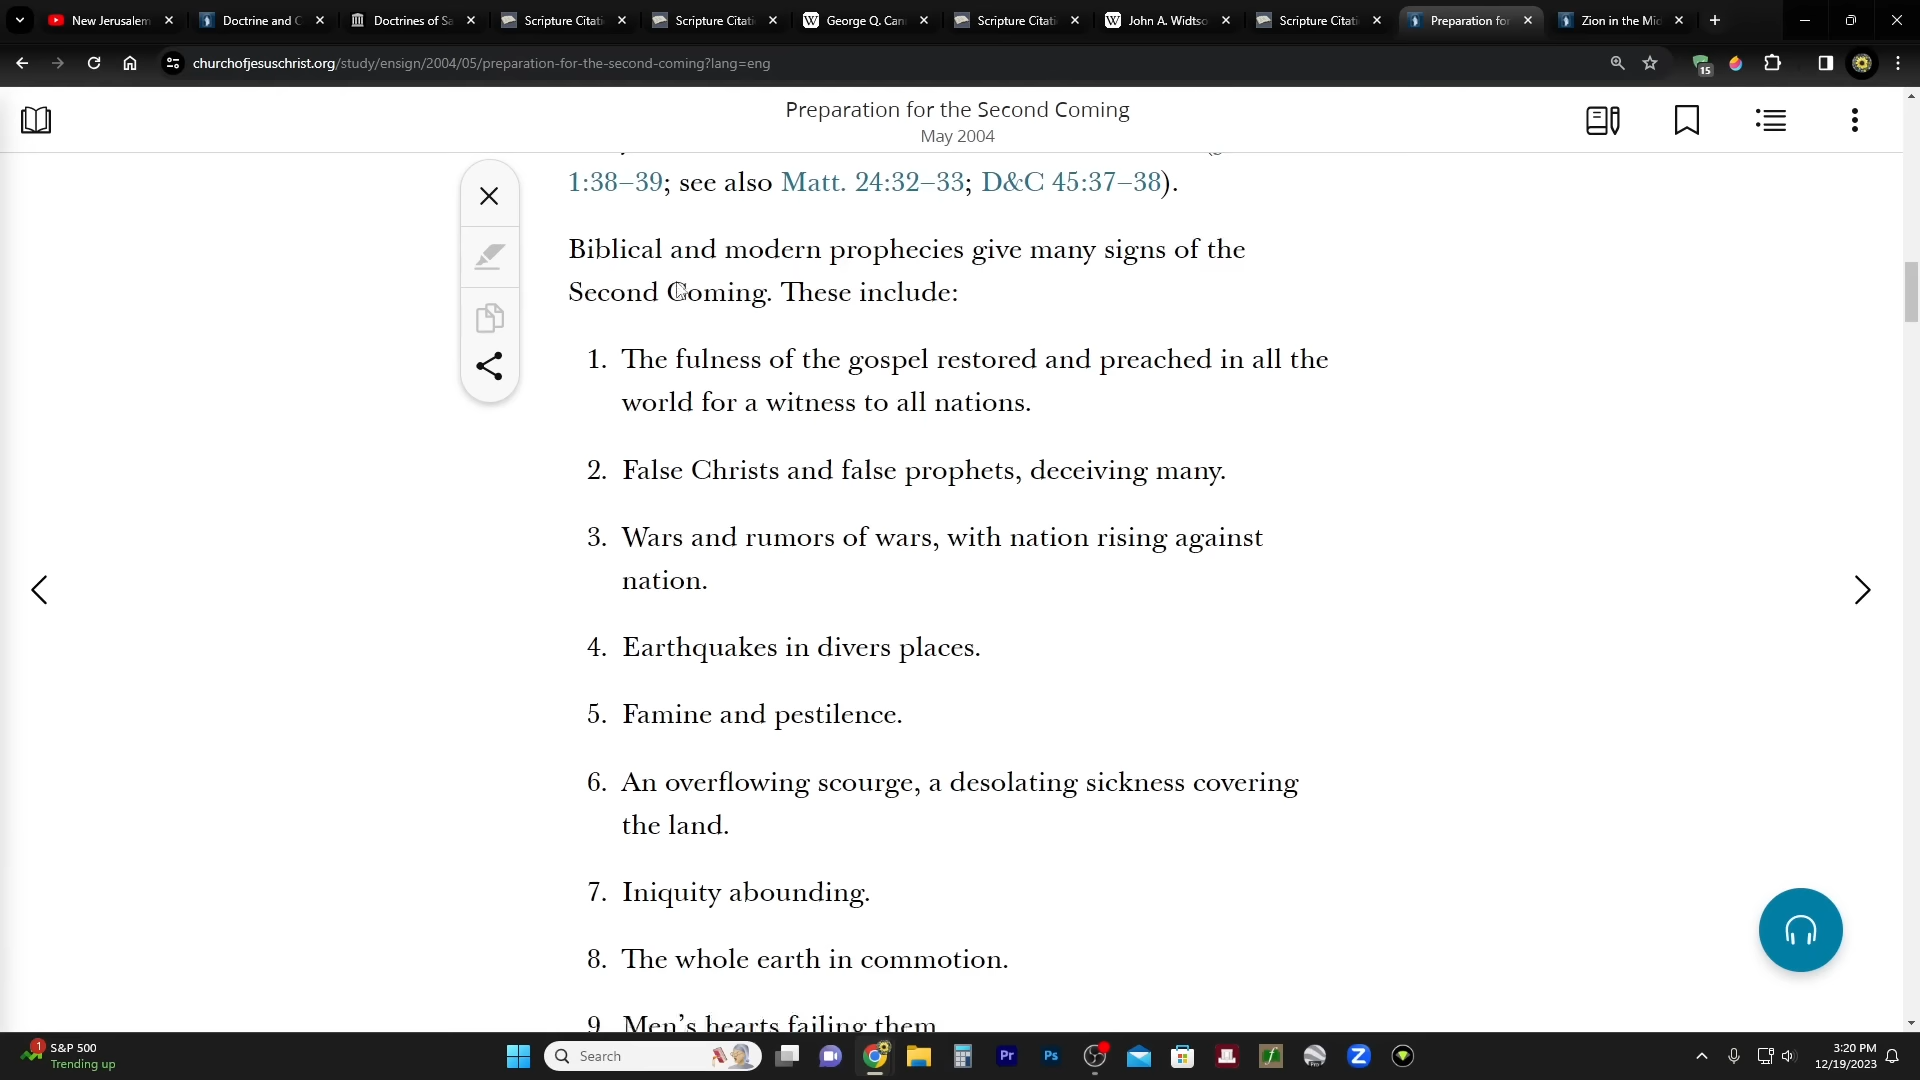 New Jerusalem
Doctrine and C
Doctrines of Sa
Scripture Citati
Scripture Citati
George Q. Can
Scripture Citati
John A. Widtso
Scripture Citati
Preparation for
Zion in the Mid
churchofjesuschrist.org/study/ensign/2004/05/preparation-for-the-second-coming?lang=eng
15
Preparation for the Second Coming
May 2004
1:38–39; see also Matt. 24:32–33; D&C 45:37–38).
Biblical and modern prophecies give many signs of the
Second Coming. These include:
1. The fulness of the gospel restored and preached in all the
world for a witness to all nations.
2. False Christs and false prophets, deceiving many.
3. Wars and rumors of wars, with nation rising against
nation.
4. Earthquakes in divers places.
5. Famine and pestilence.
6. An overflowing scourge, a desolating sickness covering
the land.
7. Iniquity abounding.
8. The whole earth in commotion.
9 Men's hearts failing them
1
S&P 500
Trending up
Search
Pr
Ps
Z
3:20 PM
12/19/2023